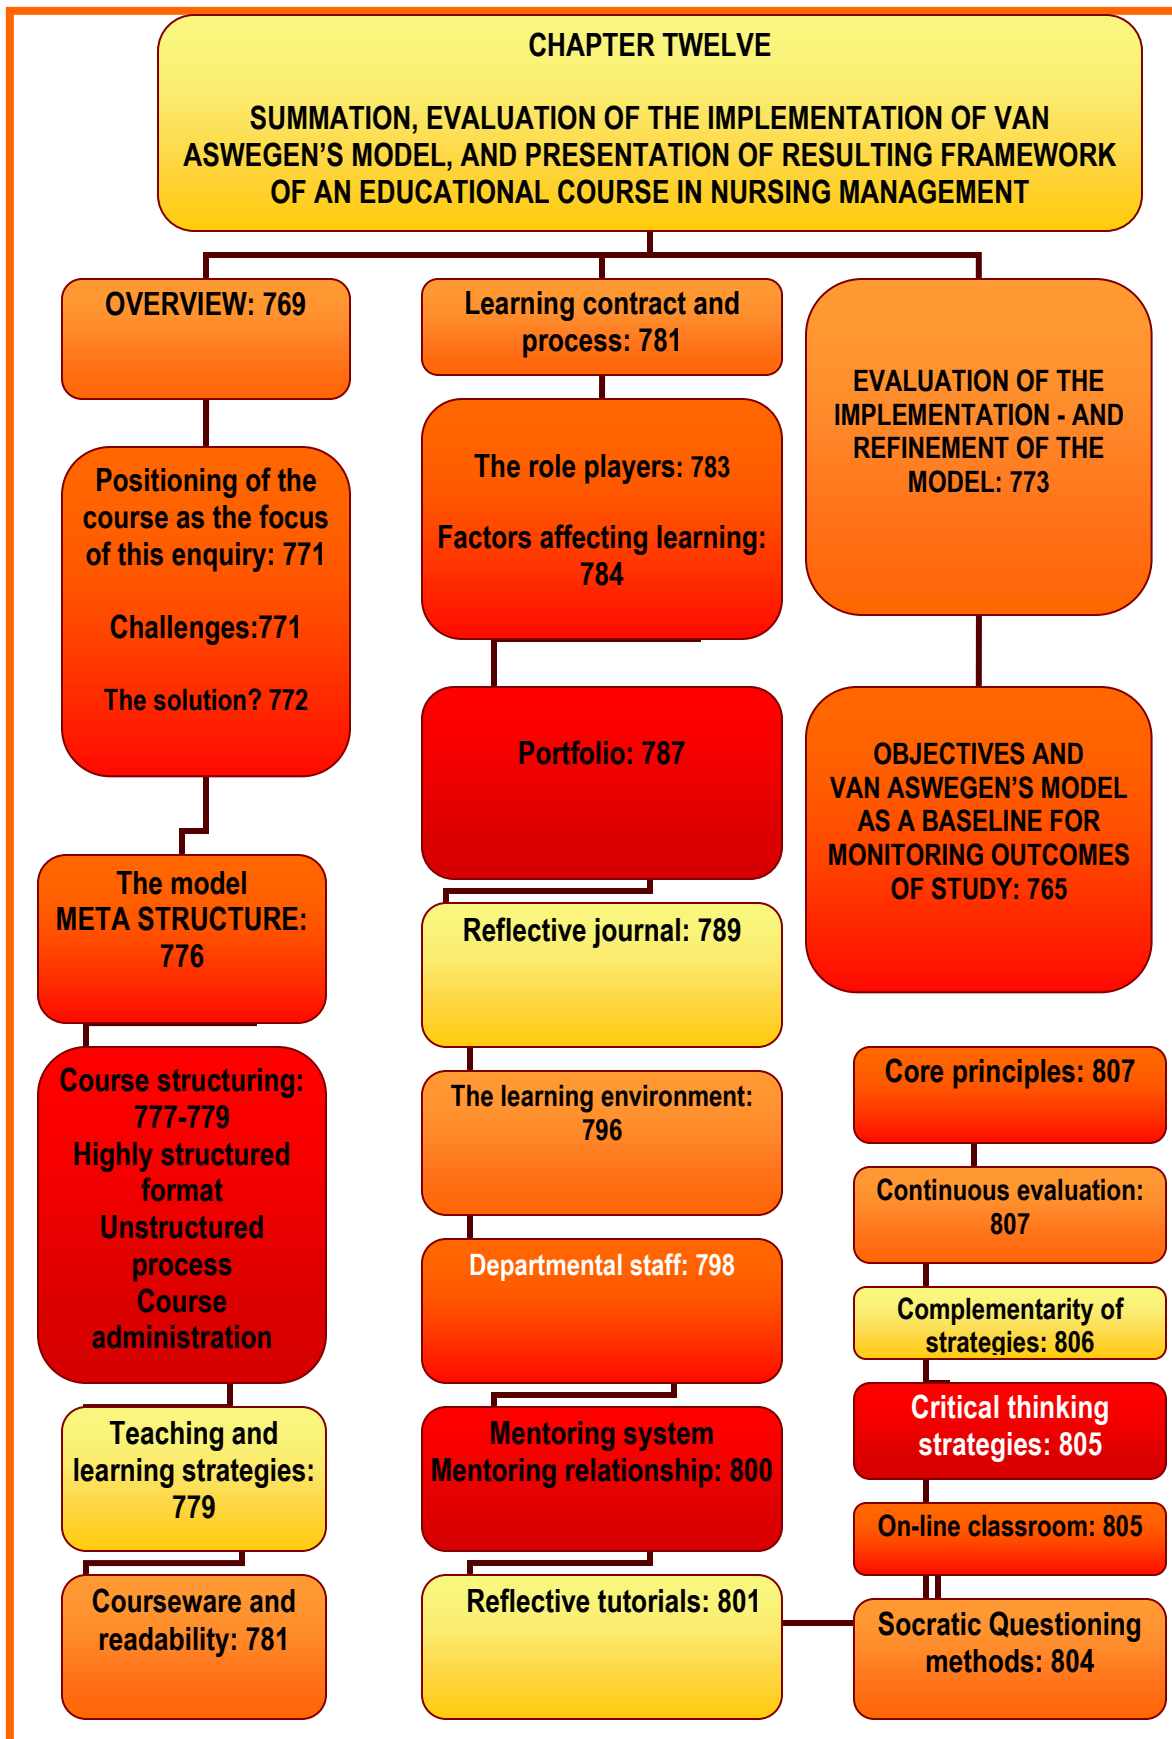 CHAPTER TWELVE
SUMMATION, EVALUATION OF THE IMPLEMENTATION OF VAN
ASWEGEN’S MODEL, AND PRESENTATION OF RESULTING FRAMEWORK
OF AN EDUCATIONAL COURSE IN NURSING MANAGEMENT
OVERVIEW: 769
Positioning of the
course as the focus
of this enquiry: 771
Challenges:771
The solution? 772
The model
META STRUCTURE:
776
Course structuring:
777-779
Highly structured
format
Unstructured
process
Course
administration
Teaching and
learning strategies:
779
Courseware and
readability: 781
Learning contract and
process: 781
The role players: 783
Factors affecting learning:
784
Portfolio: 787
Reflective journal: 789
The learning environment:
796
Departmental staff: 798
Mentoring system
Mentoring relationship: 800
Reflective tutorials: 801
EVALUATION OF THE
IMPLEMENTATION - AND
REFINEMENT OF THE
MODEL: 773
OBJECTIVES AND
VAN ASWEGEN’S MODEL
AS A BASELINE FOR
MONITORING OUTCOMES
OF STUDY: 765
Core principles: 807
Continuous evaluation:
807
Complementarity of
strategies: 806
Critical thinking
strategies: 805
On-line classroom: 805
Socratic Questioning
methods: 804